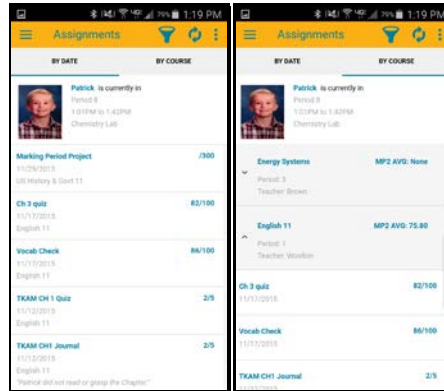 79% 1:19 PM
Assignments
BY DATE BY COURSE
Patrick is currently in
Period 8
1:01PM to 1:42PM
Chemistry Lab
Marking Period Project /300
11/29/2015
US History & Govt 11
Ch 3 quiz 82/100
11/17/2015
English 11
Vocab Check 86/100
11/17/2015
English 11
TKAM CH 1 Quiz 2/5
11/12/2015
English 11
TKAM CH1 Journal 2/5
11/12/2015
English 11
"Patrick did not read or grasp the Chapter"
79% 1:19 PM
Assignments
BY DATE BY COURSE
Patrick is currently in
Period 8
1:01PM to 1:42PM
Chemistry Lab
Energy Systems MP2 AVG: None
Period: 3
Teacher: Brown
English 11 MP2 AVG: 75.80
Period: 1
Teacher: Woolton
Ch 3 quiz 82/100
11/17/2015
Vocab Check 86/100
11/17/2015
TKAM CH1 Journal 2/5
11/12/2015